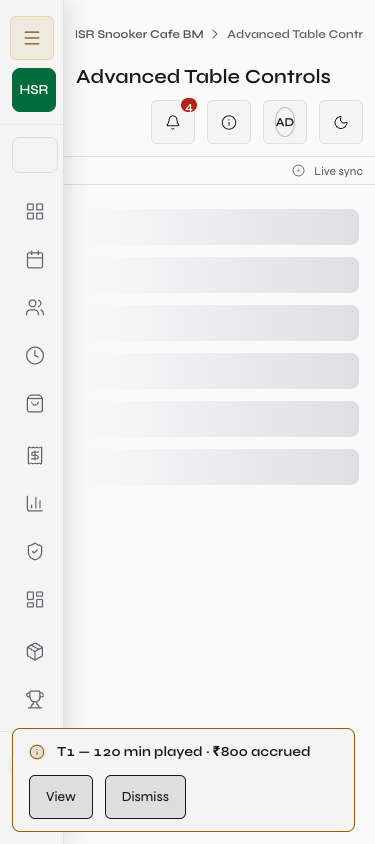 HSR
HSR Snooker Cafe BM > Advanced Table Contr
Advanced Table Controls
4
AD
Live sync
T1 — 120 min played · ₹800 accrued
View
Dismiss